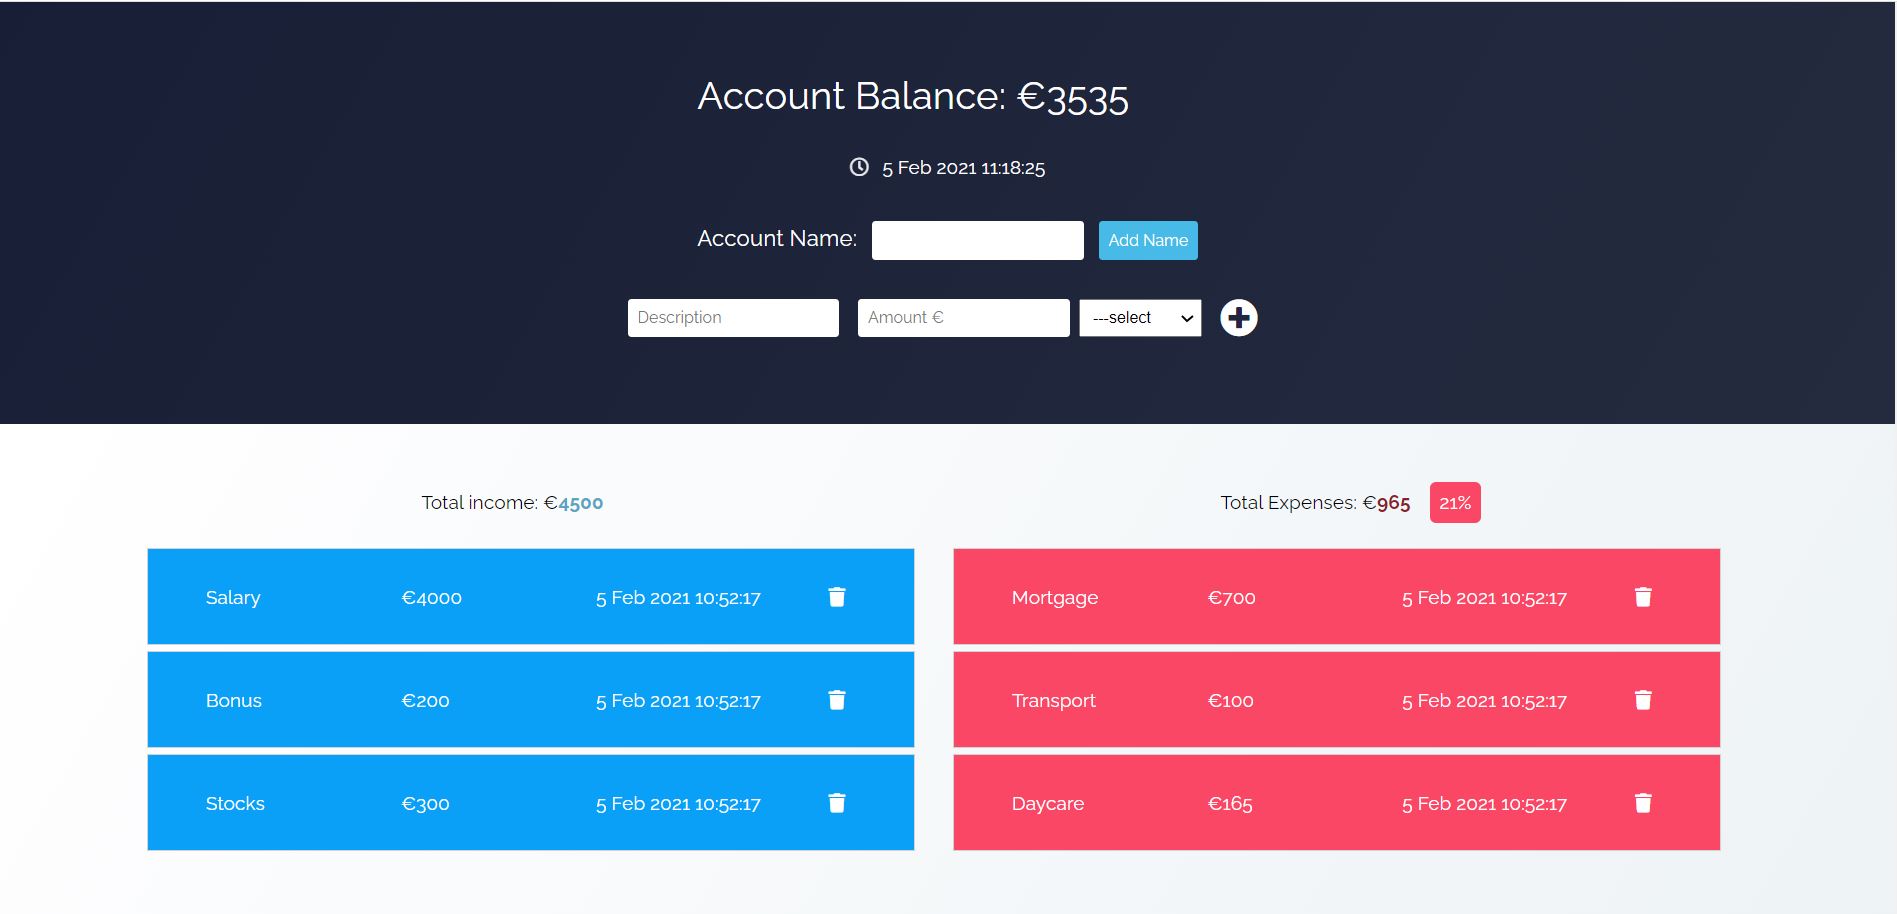 Account Balance: €3535
5 Feb 2021 11:18:25
Account Name: Add Name
Description Amount € ---select
Total income: €4500
Total Expenses: €965 21%
Salary €4000 5 Feb 2021 10:52:17
Mortgage €700 5 Feb 2021 10:52:17
Bonus €200 5 Feb 2021 10:52:17
Transport €100 5 Feb 2021 10:52:17
Stocks €300 5 Feb 2021 10:52:17
Daycare €165 5 Feb 2021 10:52:17